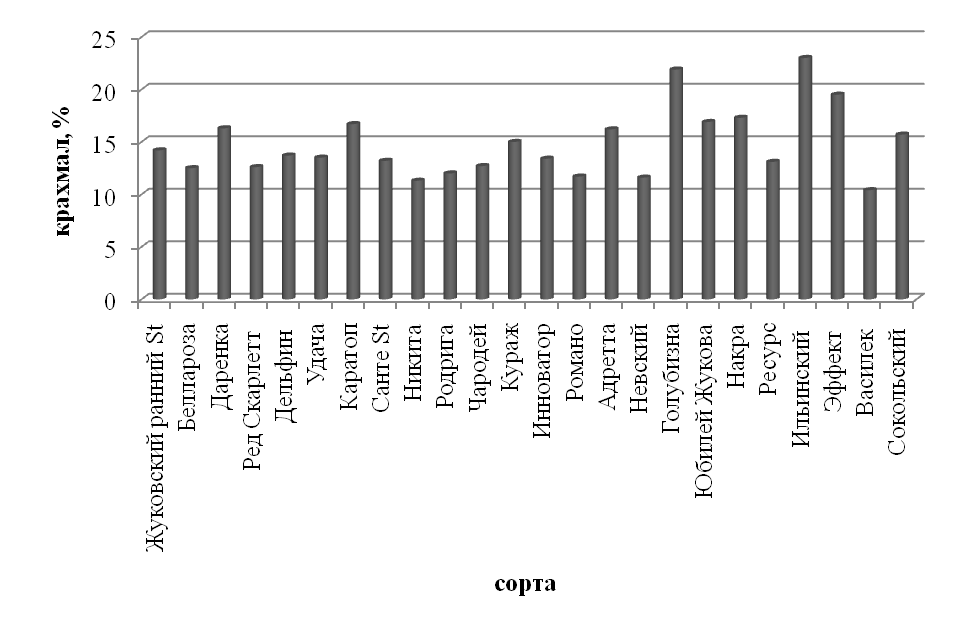 25
20
15
10
5
0
крахмал, %
Жуковский ранний St
Беллароза
Даренка
Ред Скарлетт
Дельфин
Удача
Каратоп
Санте St
Никита
Родрига
Чародей
Кураж
Инноватор
Романо
Адретта
Невский
Голубизна
Юбилей Жукова
Накра
Ресурс
Ильинский
Эффект
Василек
Сокольский
сорта